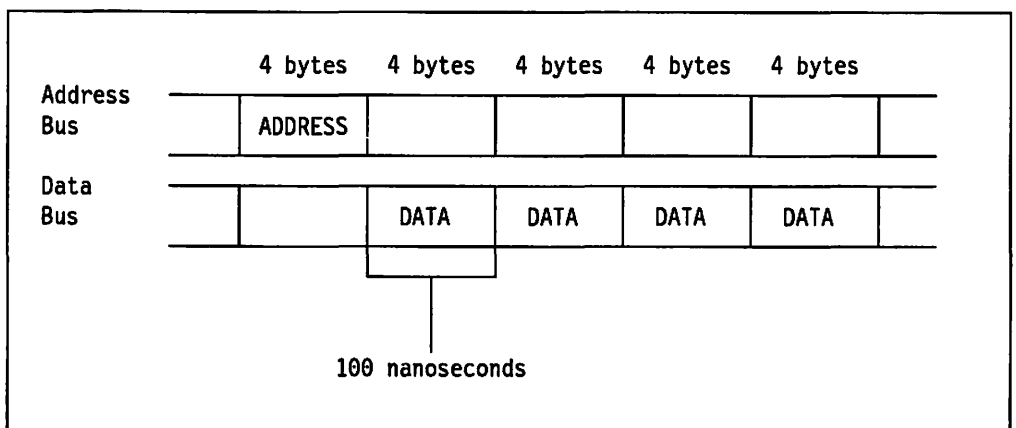 4 bytes 4 bytes 4 bytes 4 bytes 4 bytes
Address
Bus ADDRESS
Data
Bus DATA DATA DATA DATA
100 nanoseconds